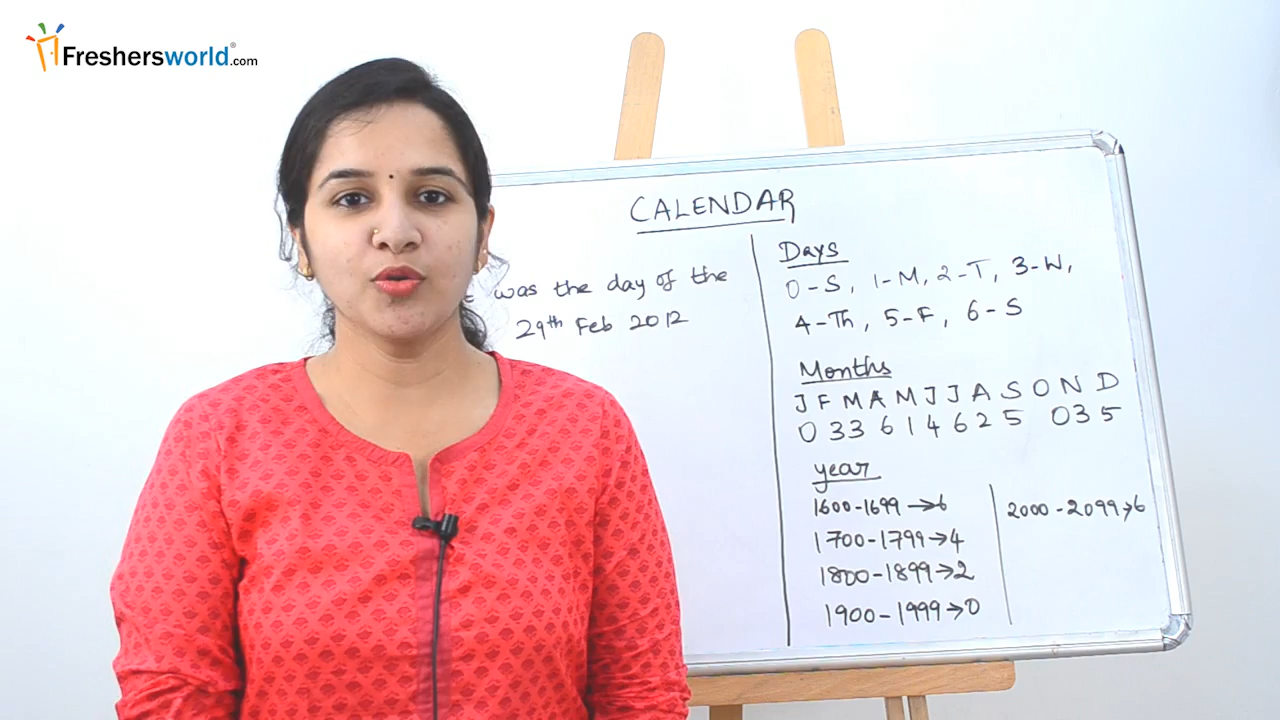 Freshersworld.com
CALENDAR
was the day of the
29th Feb 2012
Days
0-S, 1-M, 2-T, 3-W,
4-Th, 5-F, 6-S
Months
J F M A M J J A S O N D
0 3 3 6 1 4 6 2 5 0 3 5
year
1600-1699→6
1700-1799→4
1800-1899→2
1900-1999→0
2000-2099→6